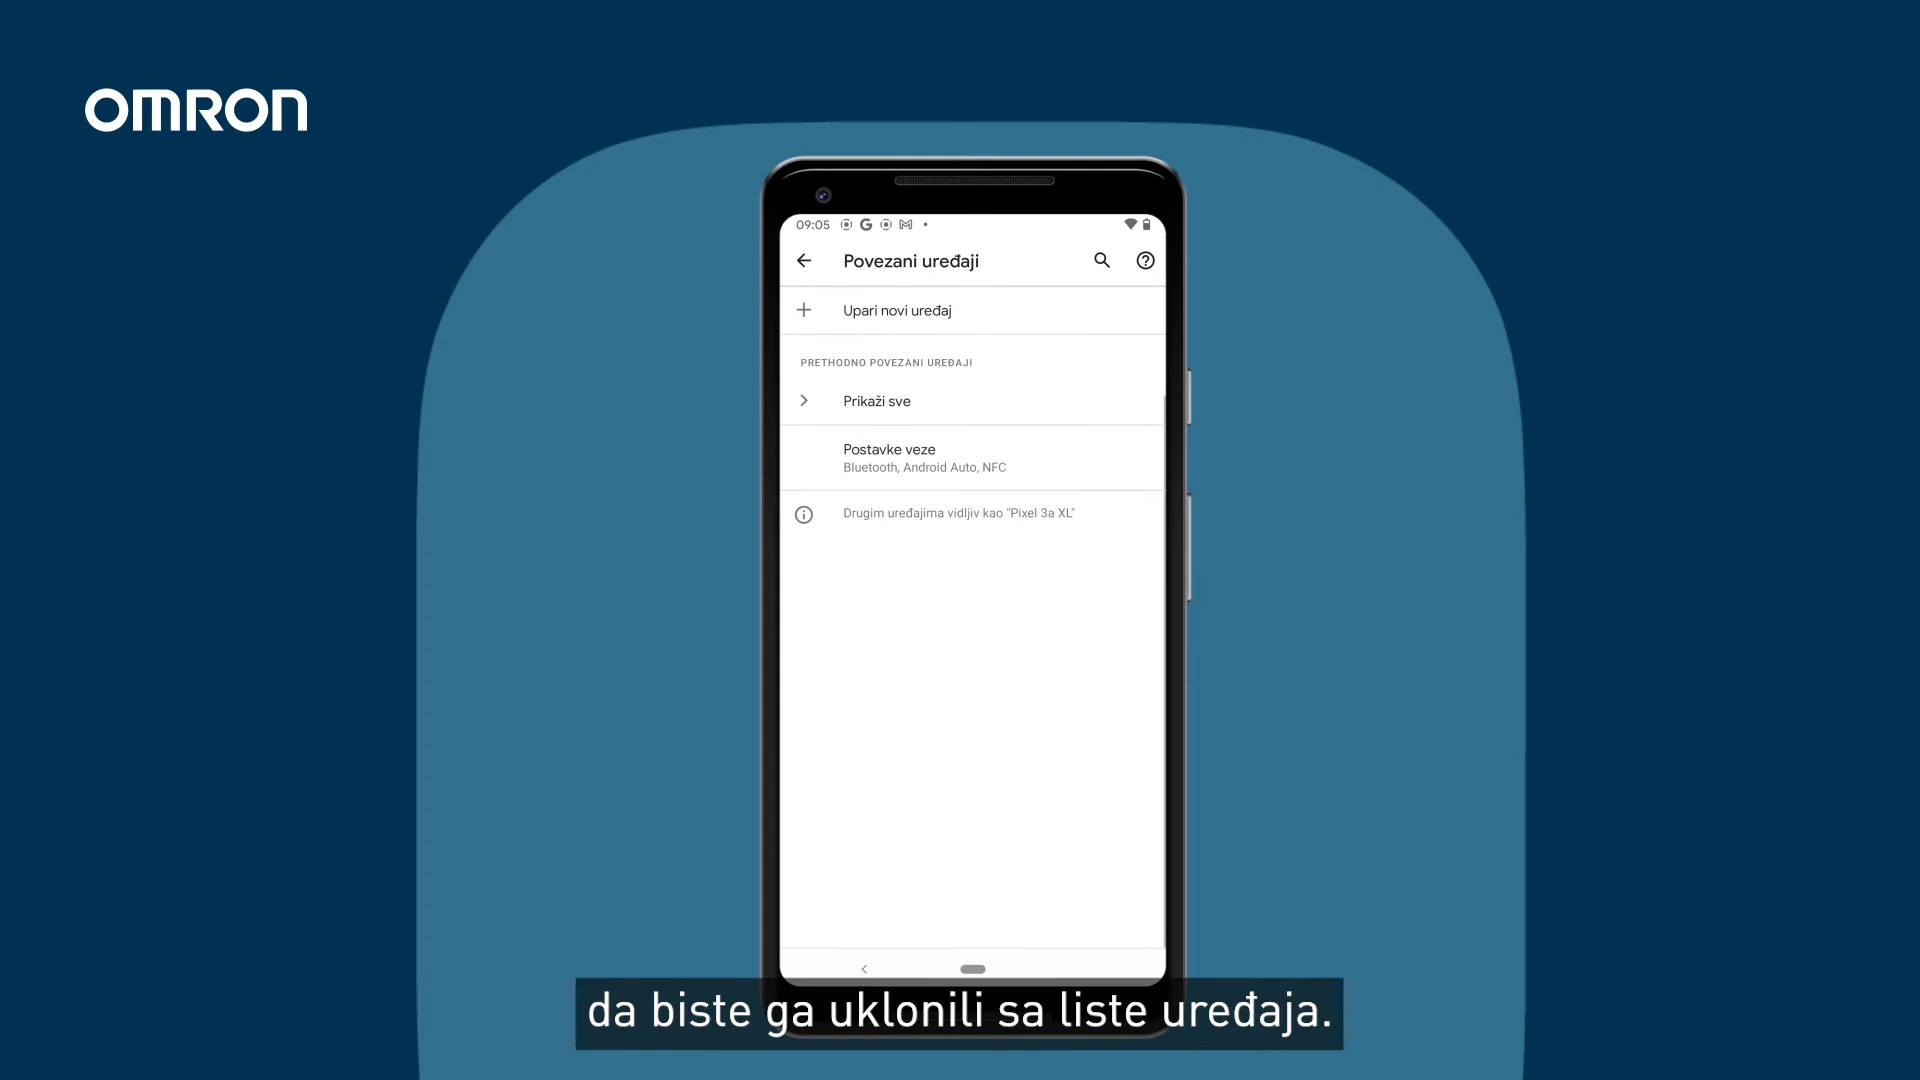 OMRON
09:05
Povezani uređaji
Upari novi uređaj
PRETHODNO POVEZANI UREĐAJI
Prikaži sve
Postavke veze
Bluetooth, Android Auto, NFC
Drugim uređajima vidljiv kao "Pixel 3a XL"
da biste ga uklonili sa liste uređaja.